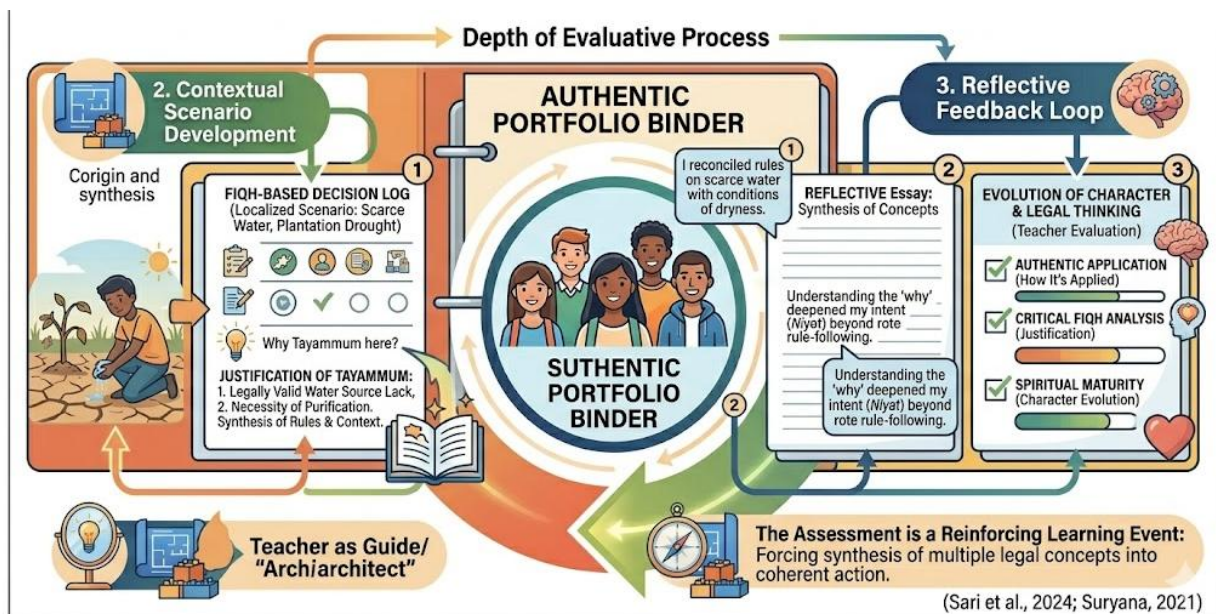 Depth of Evaluative Process
2. Contextual
Scenario
Development
Corigin and
synthesis
1
FIQH-BASED DECISION LOG
(Localized Scenario: Scarce
Water, Plantation Drought)
Why Tayammum here?
JUSTIFICATION OF TAYAMMUM:
1. Legally Valid Water Source Lack,
2. Necessity of Purification.
Synthesis of Rules & Context.
AUTHENTIC
PORTFOLIO BINDER
SUTHENTIC
PORTFOLIO
BINDER
1
I reconciled rules
on scarce water
with conditions
of dryness.
2
3. Reflective
Feedback Loop
2
REFLECTIVE Essay:
Synthesis of Concepts
Understanding the ‘why’
deepened my intent
(Niyət) beyond rote
rule-following.
Understanding the
‘why’ deepened my
intent (Niyat) beyond
rote rule-following.
3
EVOLUTION OF CHARACTER
& LEGAL THINKING
(Teacher Evaluation)
AUTHENTIC APPLICATION
(How It's Applied)
CRITICAL FIQH ANALYSIS
(Justification)
SPIRITUAL MATURITY
(Character Evolution)
Teacher as Guide/
“Arch/architect”
The Assessment is a Reinforcing Learning Event:
Forcing synthesis of multiple legal concepts into
coherent action.
(Sari et al., 2024; Suryana, 2021)